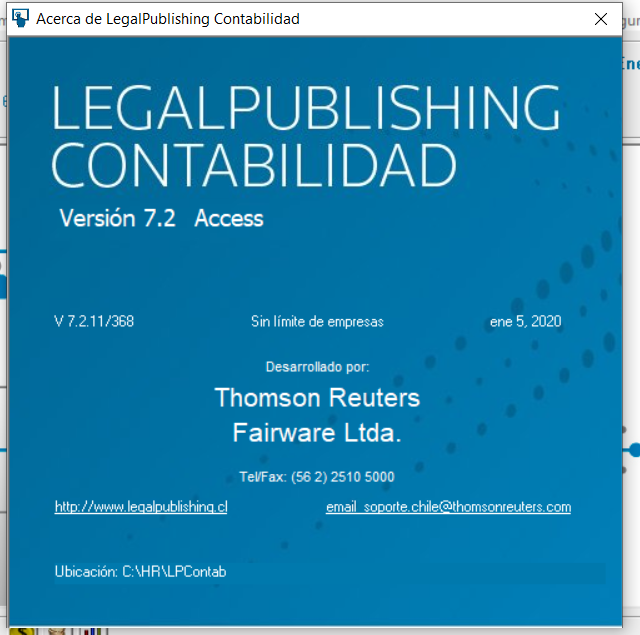 Acerca de LegalPublishing Contabilidad
Ene
LEGALPUBLISHING
CONTABILIDAD
Versión 7.2 Access
V 7.2.11/368 Sin límite de empresas ene 5, 2020
Desarrollado por:
Thomson Reuters
Fairware Ltda.
Tel/Fax: (56 2) 2510 5000
http://www.legalpublishing.cl email soporte.chile@thomsonreuters.com
Ubicación: C:\HR\LPContab